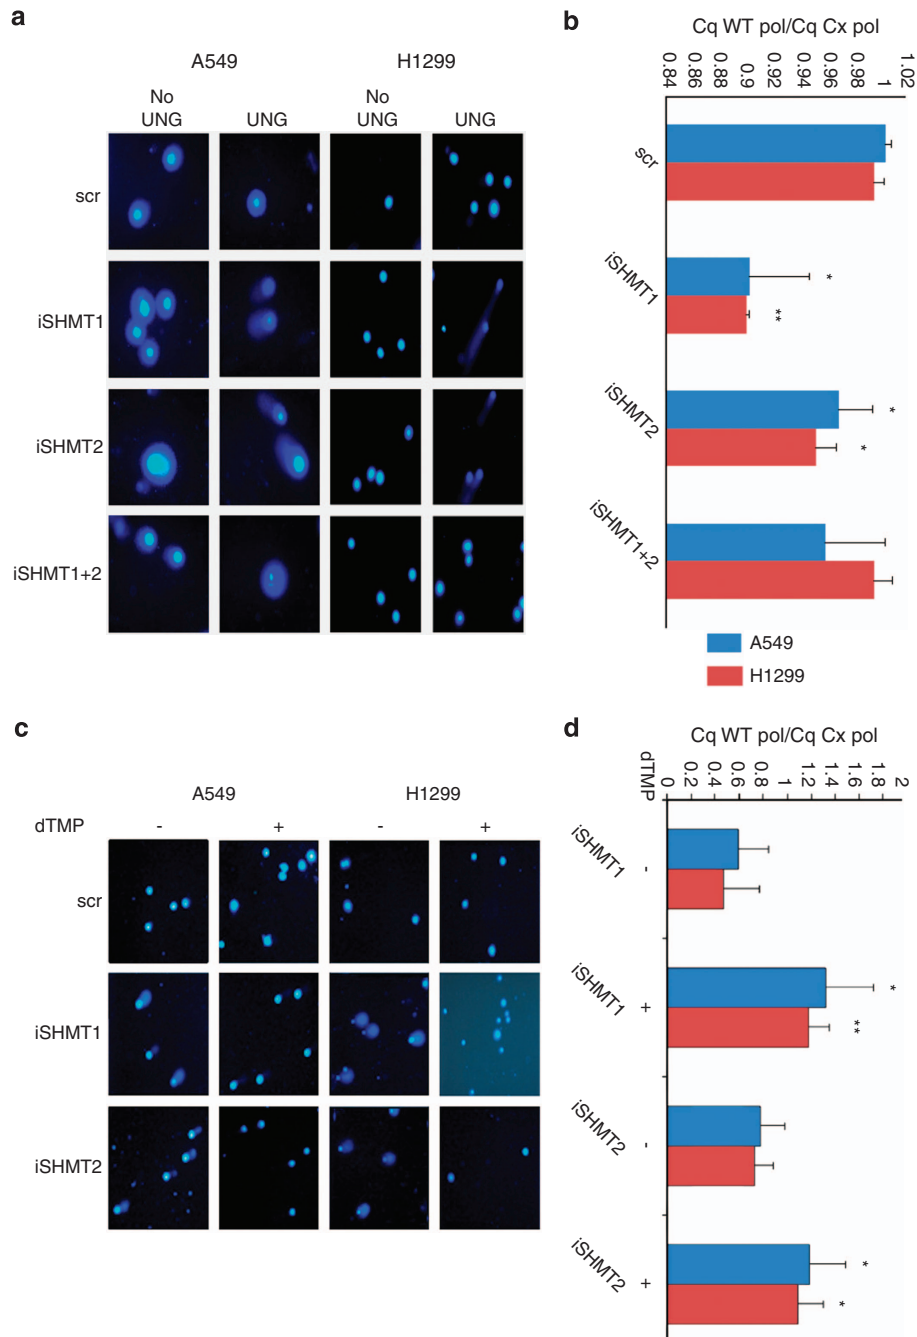 a
A549
H1299
No
UNG
UNG
No
UNG
UNG
scr
iSHMT1
iSHMT2
iSHMT1+2
b
Cq WT pol/Cq Cx pol
0.84 0.86 0.88 0.9 0.92 0.94 0.96 0.98 1 1.02
scr
iSHMT1
*
**
iSHMT2
*
*
iSHMT1+2
A549
H1299
c
A549
H1299
dTMP - + - +
scr
iSHMT1
iSHMT2
d
Cq WT pol/Cq Cx pol
0 0.2 0.4 0.6 0.8 1 1.2 1.4 1.6 1.8 2
dTMP
iSHMT1 -
iSHMT1 +
*
**
iSHMT2 -
iSHMT2 +
*
*